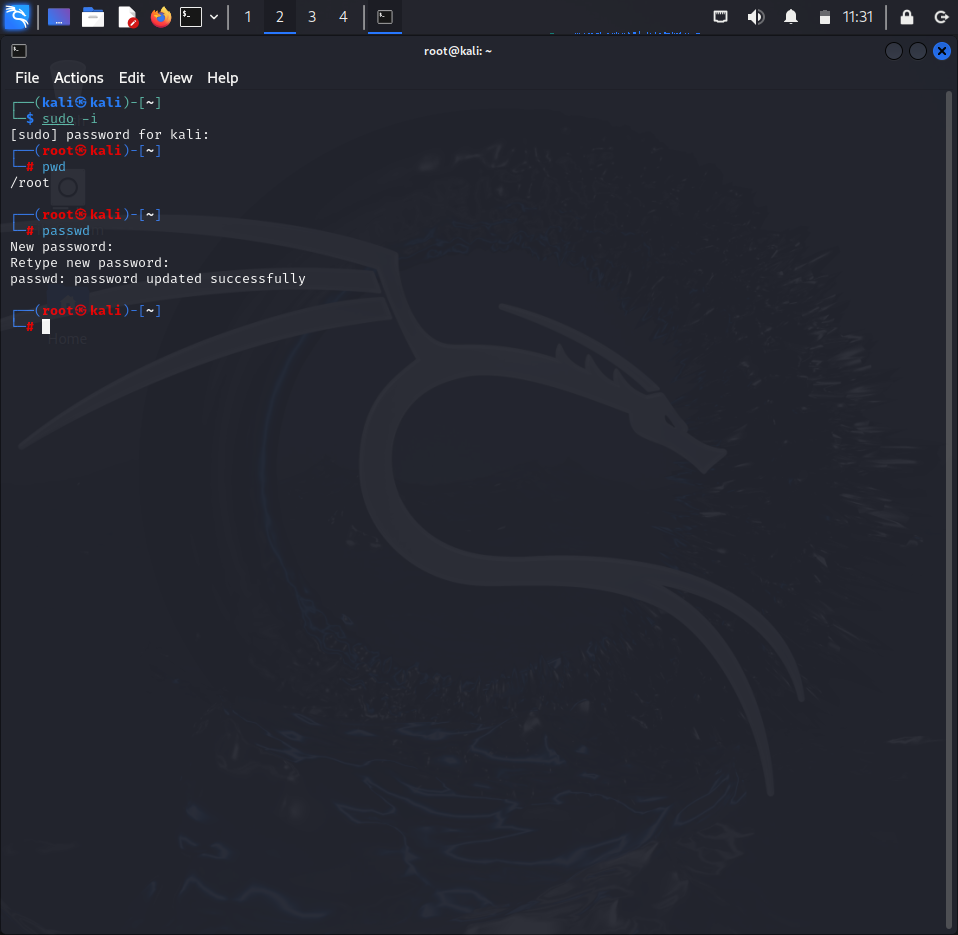 1 2 3 4 11:31
root@kali: ~
File Actions Edit View Help
┌──(kali㉿kali)-[~]
└─$ sudo -i
[sudo] password for kali:
┌──(root㉿kali)-[~]
└─# pwd
/root
┌──(root㉿kali)-[~]
└─# passwd
New password:
Retype new password:
passwd: password updated successfully
┌──(root㉿kali)-[~]
└─#
Home